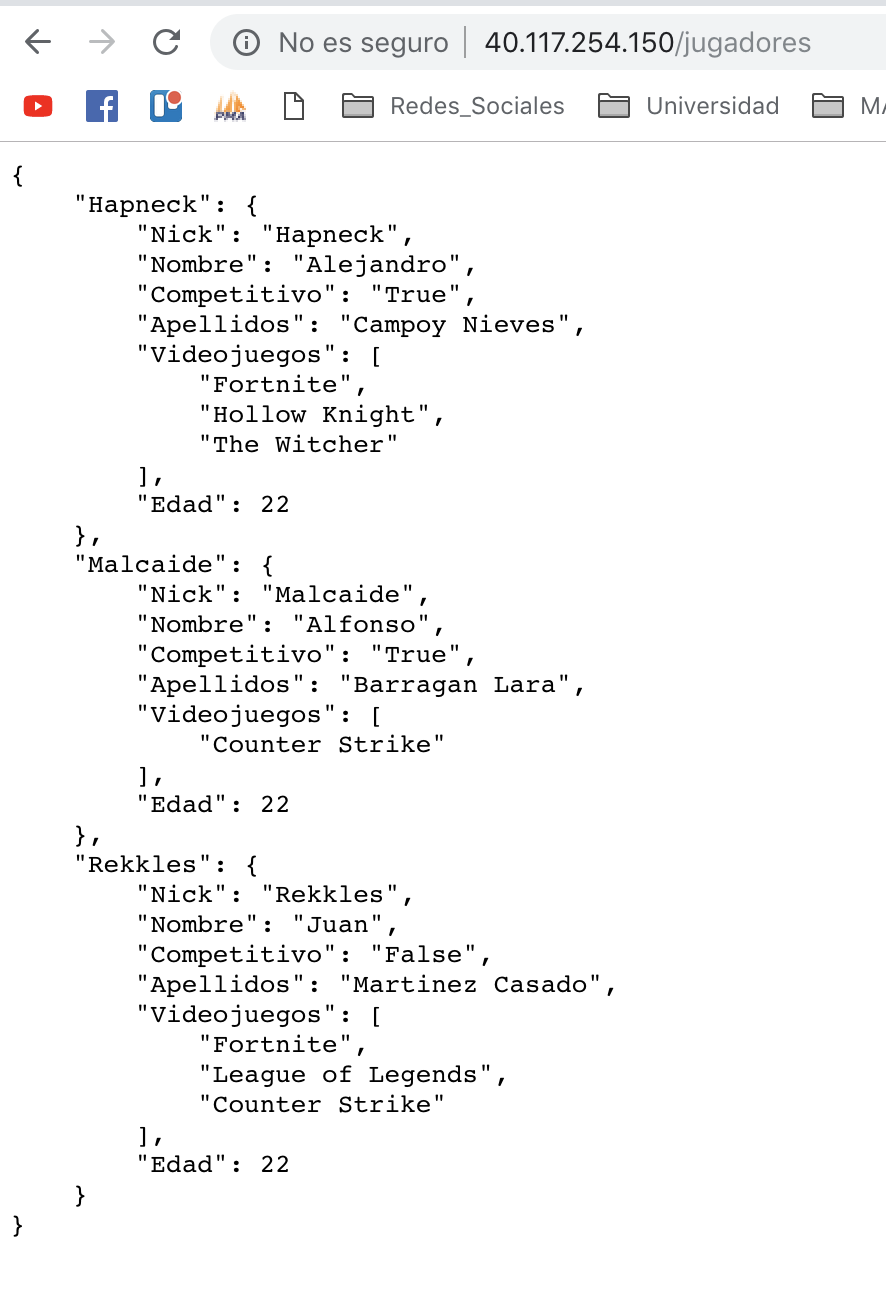 No es seguro | 40.117.254.150/jugadores
PMA Redes_Sociales Universidad MA
{
    "Hapneck": {
        "Nick": "Hapneck",
        "Nombre": "Alejandro",
        "Competitivo": "True",
        "Apellidos": "Campoy Nieves",
        "Videojuegos": [
            "Fortnite",
            "Hollow Knight",
            "The Witcher"
        ],
        "Edad": 22
    },
    "Malcaide": {
        "Nick": "Malcaide",
        "Nombre": "Alfonso",
        "Competitivo": "True",
        "Apellidos": "Barragan Lara",
        "Videojuegos": [
            "Counter Strike"
        ],
        "Edad": 22
    },
    "Rekkles": {
        "Nick": "Rekkles",
        "Nombre": "Juan",
        "Competitivo": "False",
        "Apellidos": "Martinez Casado",
        "Videojuegos": [
            "Fortnite",
            "League of Legends",
            "Counter Strike"
        ],
        "Edad": 22
    }
}